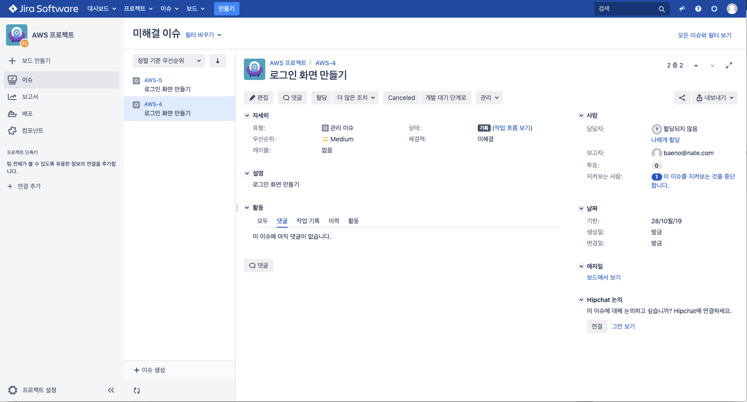 Jira Software 대시보드 프로젝트 이슈 보드 만들기 검색
AWS 프로젝트
보드 만들기
이슈
보고서
배포
컴포넌트
프로젝트 단축키
팀 전체가 볼 수 있도록 유용한 정보의 연결을 추가합니다.
+ 연결 추가
프로젝트 설정
미해결 이슈 필터 바꾸기
모든 이슈와 필터 보기
정렬 기준 우선순위
AWS-5
로그인 화면 만들기
AWS-4
로그인 화면 만들기
+ 이슈 생성
AWS 프로젝트 / AWS-4
로그인 화면 만들기
2 중 2
편집 댓글 할당 더 많은 조치 Canceled 개발 대기 단계로 관리 내보내기
자세히
유형: 관리 이슈 상태: 기획 (작업 흐름 보기)
우선순위: Medium 해결책: 미해결
레이블: 없음
설명
로그인 화면 만들기
활동
모두 댓글 작업 기록 이력 활동
이 이슈에 아직 댓글이 없습니다.
댓글
사람
담당자: 할당되지 않음
나에게 할당
보고자: baeno@nate.com
투표: 0
지켜보는 사람: 1 이 이슈를 지켜보는 것을 중단
합니다.
날짜
기한: 28/10월/19
생성일: 방금
변경일: 방금
애자일
보드에서 보기
Hipchat 논의
이 이슈에 대해 논의하고 싶습니까? Hipchat에 연결하세요.
연결 그만 보기